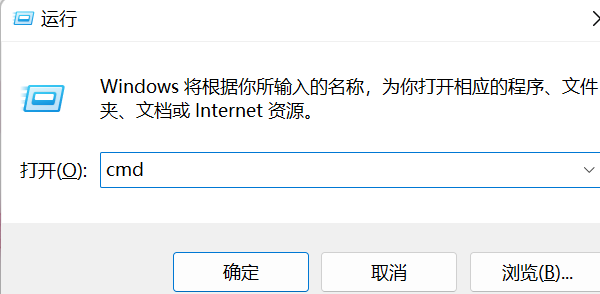 运行
Windows 将根据你所输入的名称，为你打开相应的程序、文件
夹、文档或 Internet 资源。
打开(O): cmd
确定 取消 浏览(B)...